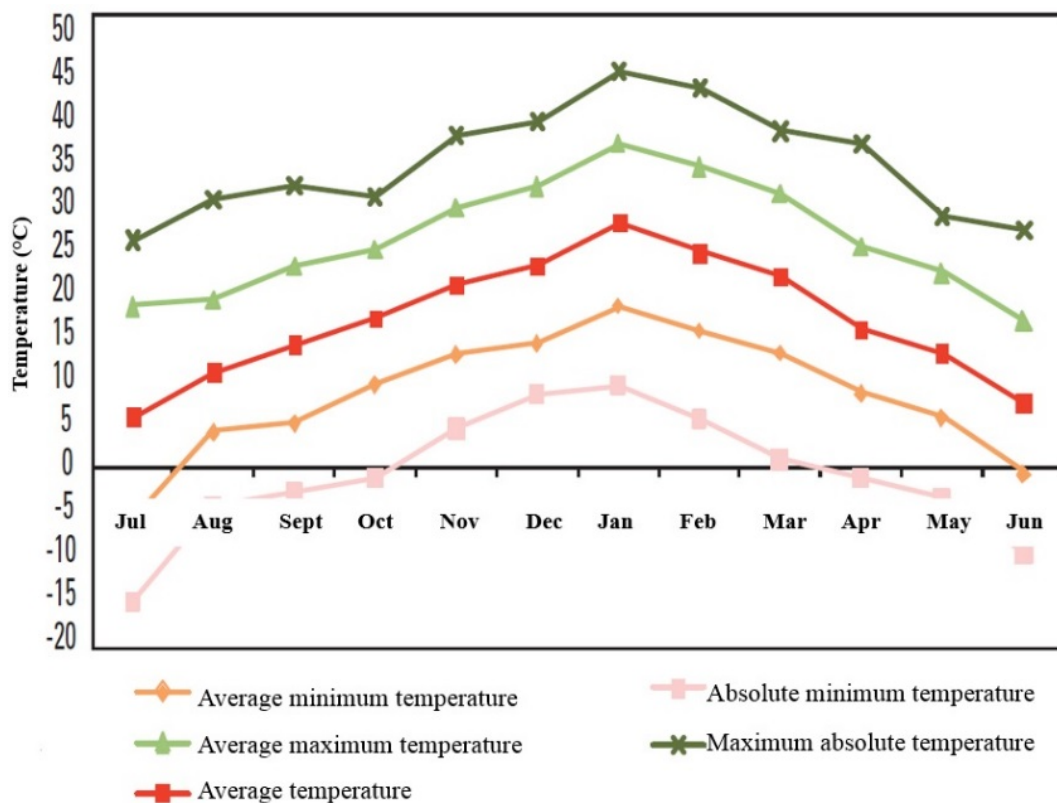 50
45
40
35
30
25
20
15
10
5
0
-5
-10
-15
-20
Temperature (°C)
Jul Aug Sept Oct Nov Dec Jan Feb Mar Apr May Jun
Average minimum temperature
Absolute minimum temperature
Average maximum temperature
Maximum absolute temperature
Average temperature